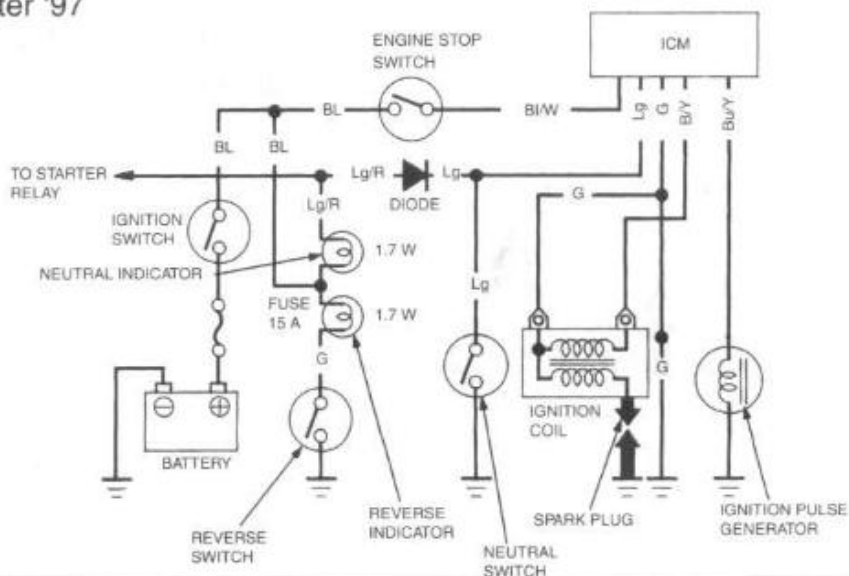 ter '97
ENGINE STOP
SWITCH
ICM
BL
Bl/W
Lg
G
B/Y
Bu/Y
BL
BL
TO STARTER
RELAY
Lg/R
Lg
DIODE
G
Lg/R
IGNITION
SWITCH
1.7 W
NEUTRAL INDICATOR
Lg
FUSE
15 A
1.7 W
G
G
IGNITION
COIL
BATTERY
REVERSE
SWITCH
REVERSE
INDICATOR
SPARK PLUG
IGNITION PULSE
GENERATOR
NEUTRAL
SWITCH